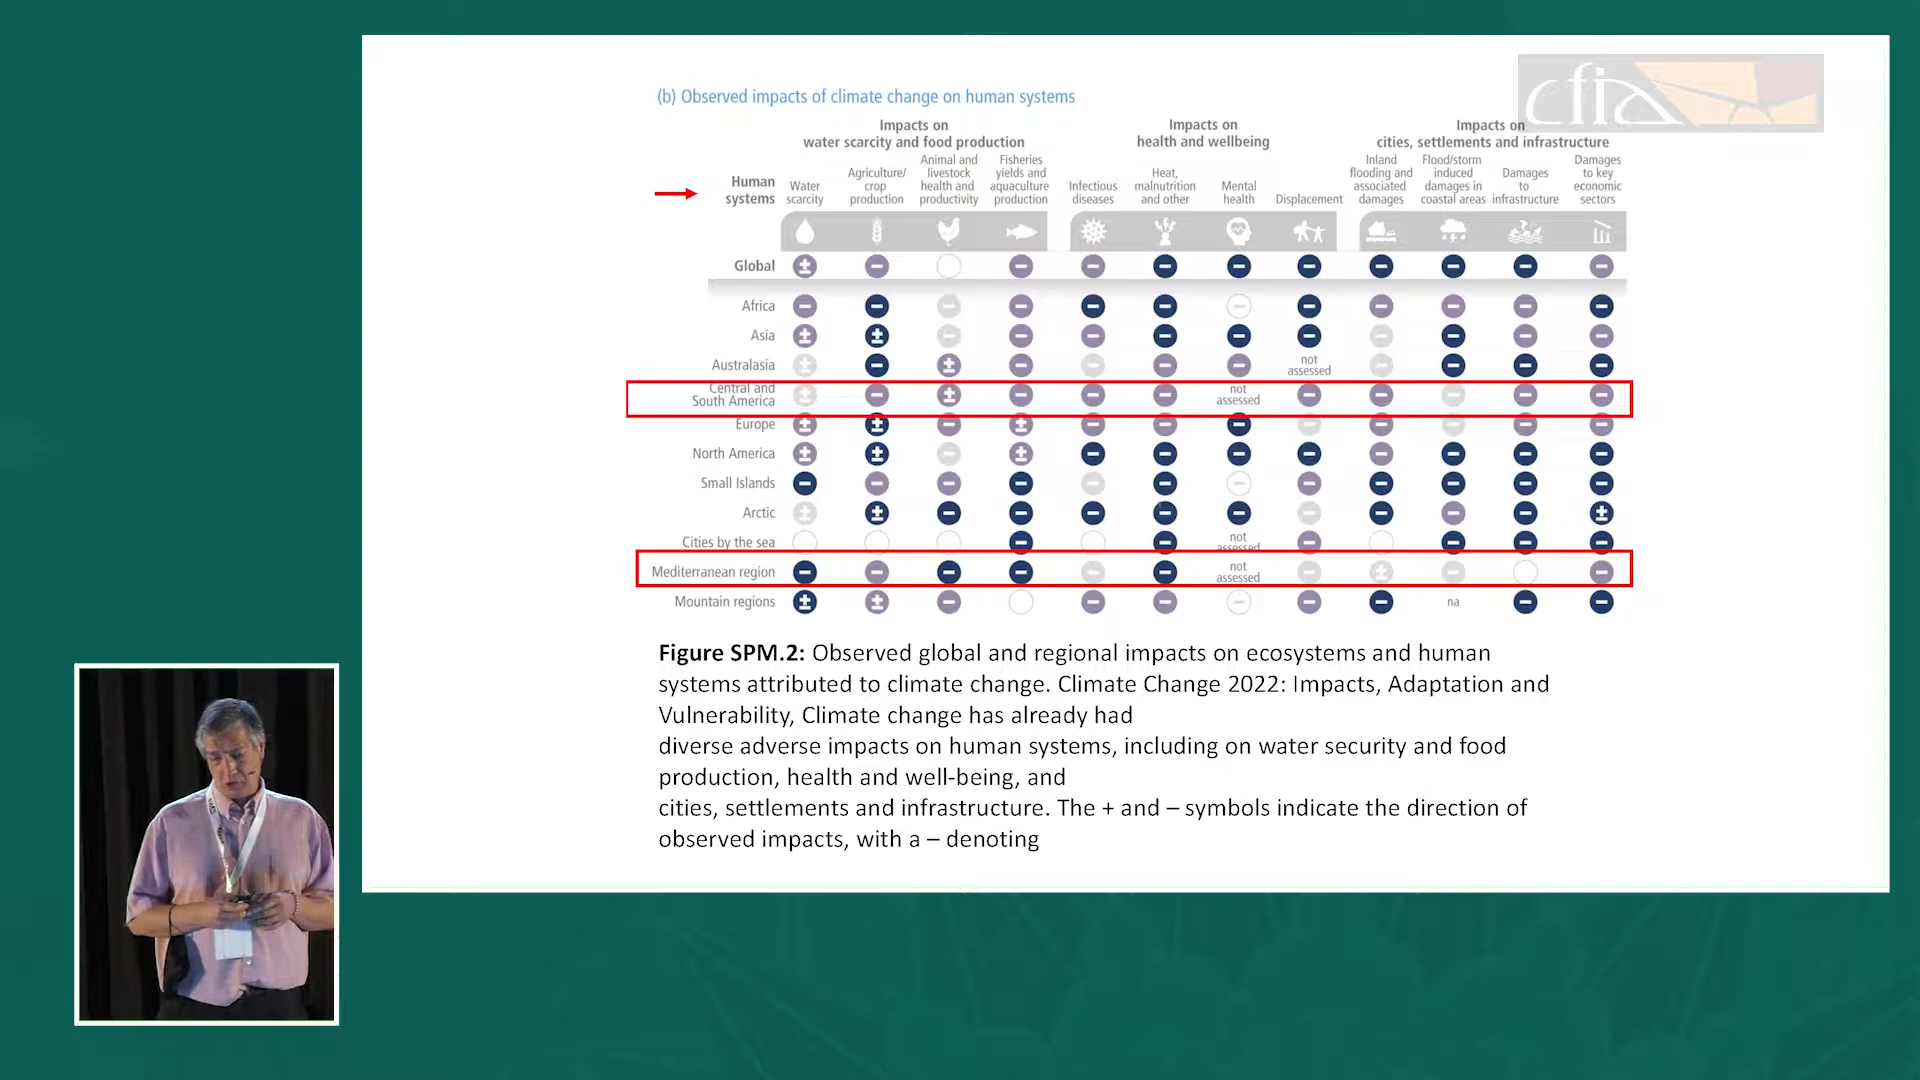 cfia
(b) Observed impacts of climate change on human systems
Impacts on
water scarcity and food production
Impacts on
health and wellbeing
Impacts on
cities, settlements and infrastructure
Human
systems
Water
scarcity
Agriculture/
crop
production
Animal and
livestock
health and
productivity
Fisheries
yields and
aquaculture
production
Infectious
diseases
Heat,
malnutrition
and other
Mental
health
Displacement
Inland
flooding and
associated
damages
Flood/storm
induced
damages in
coastal areas
Damages
to
infrastructure
Damages
to key
economic
sectors
Global ± − − − − − − − − − −
Africa − − − − − − − − − − − −
Asia ± ± − − − − − − − − − −
Australasia ± − ± − − − − not
assessed − − − −
Central and
South America ± − ± − − − not
assessed − − − − −
Europe ± ± − ± − − − − − − − −
North America ± ± − ± − − − − − − − −
Small Islands − − − − − − − − − − − −
Arctic ± ± − − − − − − − − − ±
Cities by the sea − − not
assessed − − − −
Mediterranean region − − − − − − not
assessed − ± − −
Mountain regions ± ± − − − − − − na − −
Figure SPM.2: Observed global and regional impacts on ecosystems and human
systems attributed to climate change. Climate Change 2022: Impacts, Adaptation and
Vulnerability, Climate change has already had
diverse adverse impacts on human systems, including on water security and food
production, health and well-being, and
cities, settlements and infrastructure. The + and – symbols indicate the direction of
observed impacts, with a – denoting